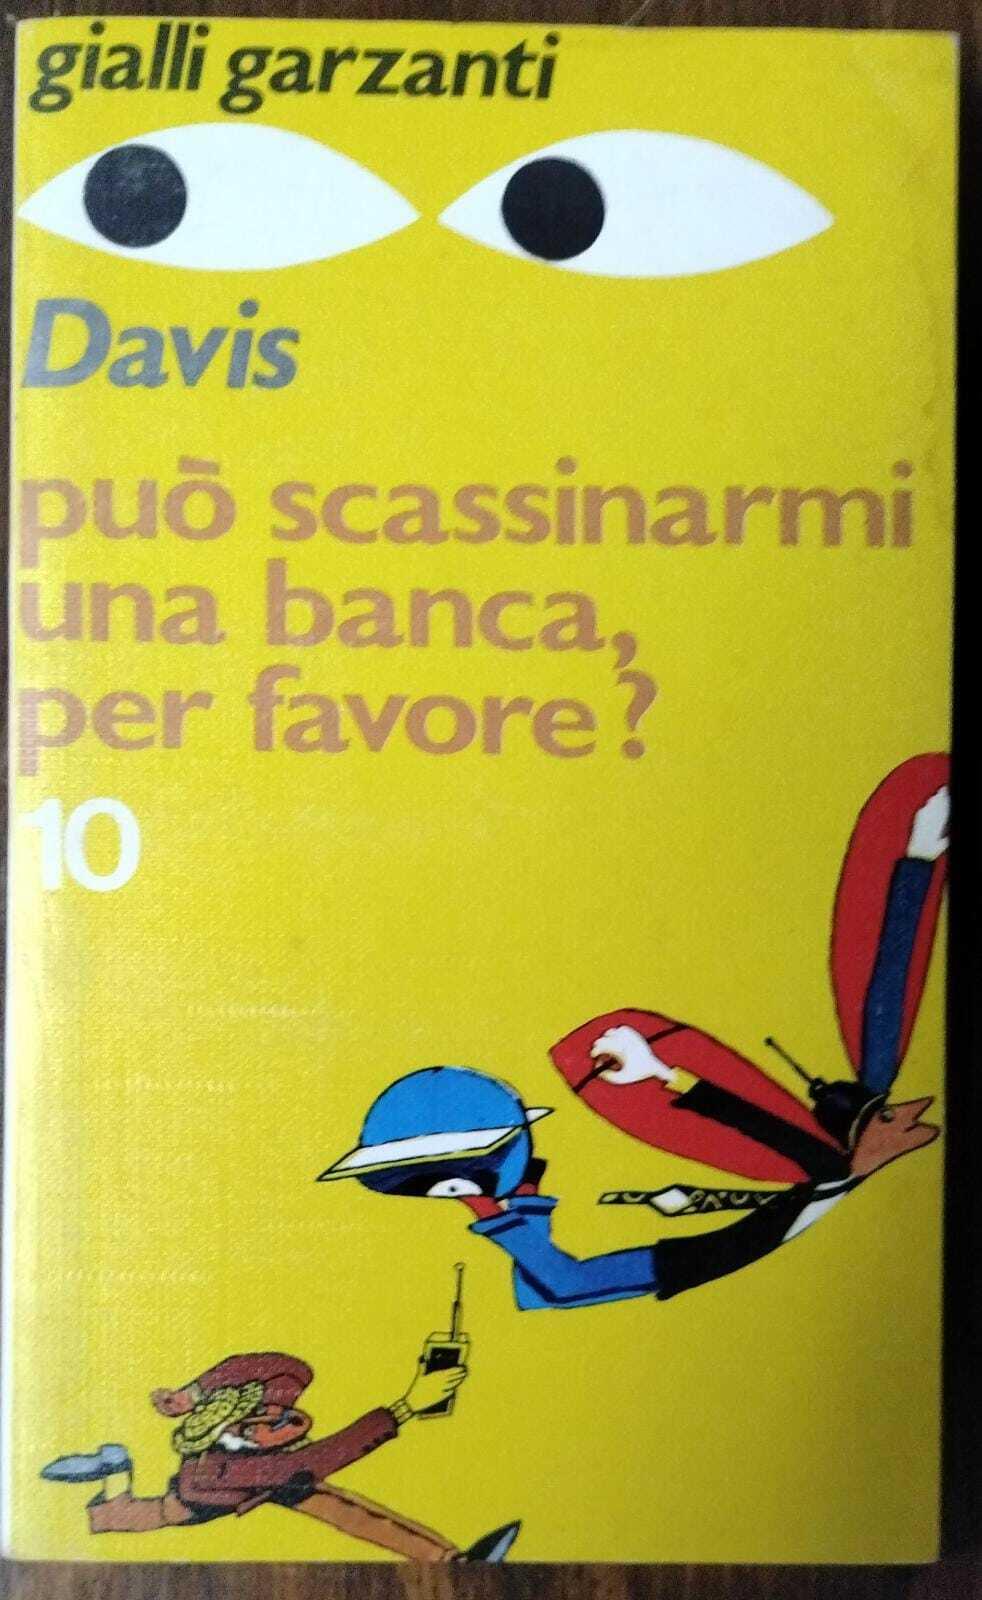 gialli garzanti
Davis
può scassinarmi
una banca,
per favore?
10